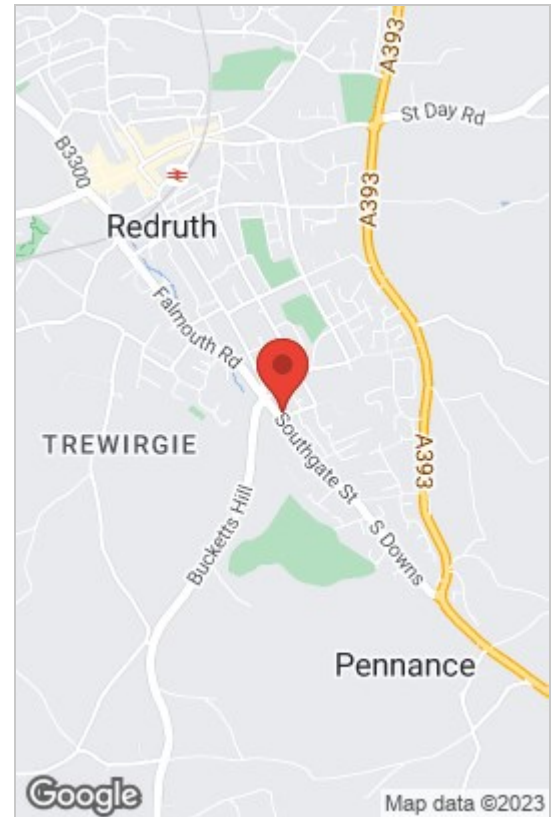 A393
St Day Rd
B3300
A393
Redruth
Falmouth Rd
TREWIRGIE
Southgate St
A393
Bucketts Hill
S Downs
Pennance
Google
Map data ©2023